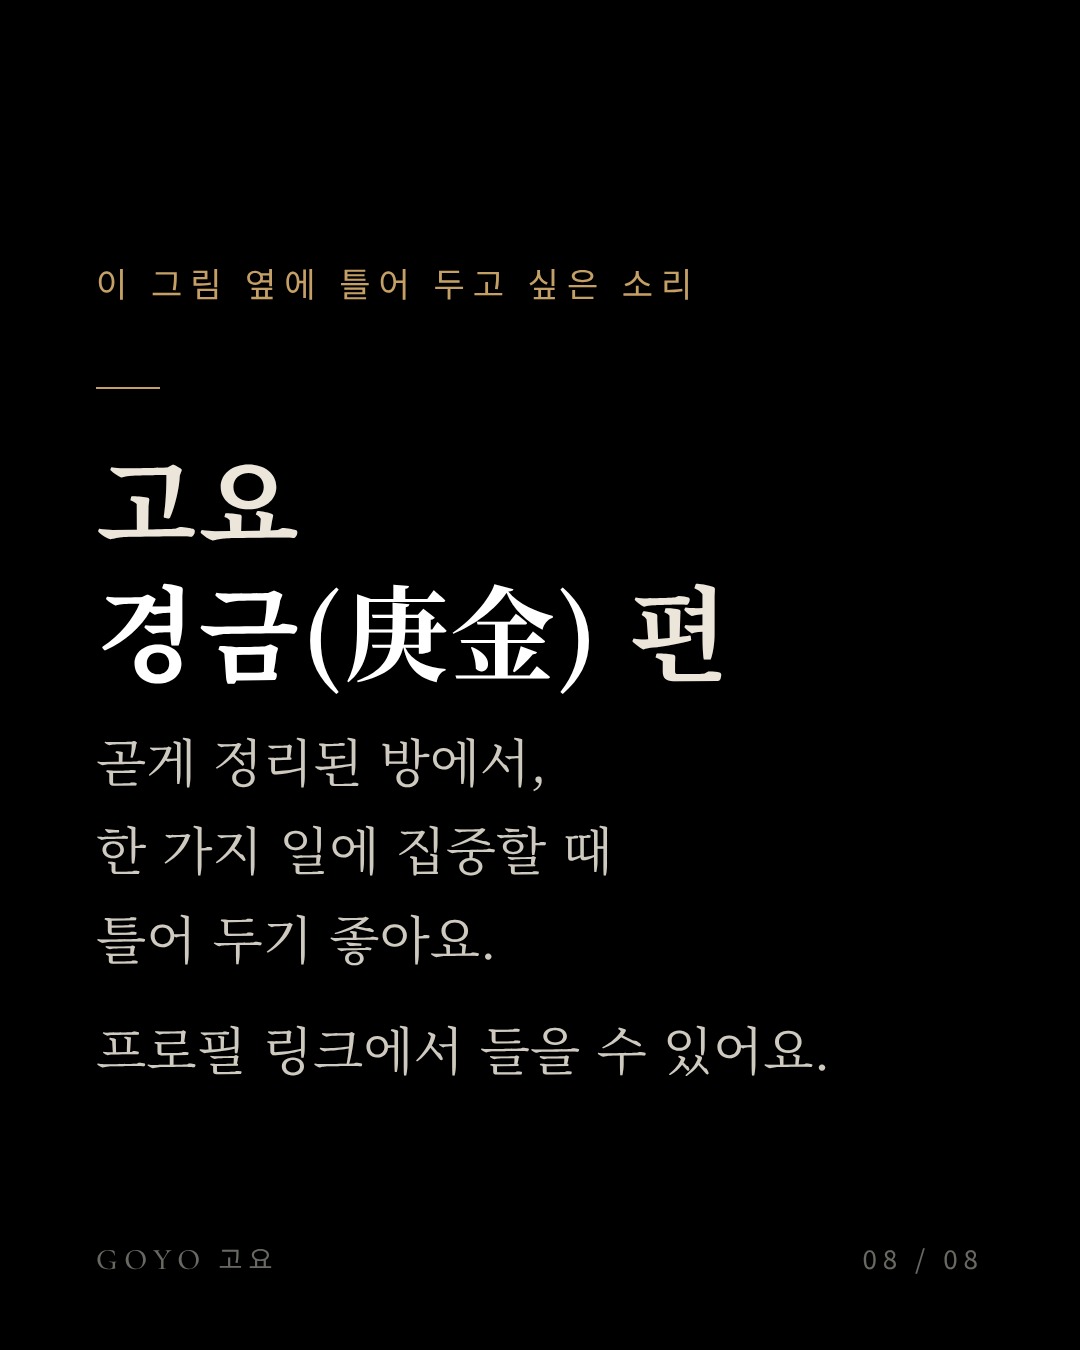 이 그림 옆에 틀어 두고 싶은 소리
고요
경금(庚金) 편
곧게 정리된 방에서,
한 가지 일에 집중할 때
틀어 두기 좋아요.
프로필 링크에서 들을 수 있어요.
GOYO 고요
08 / 08